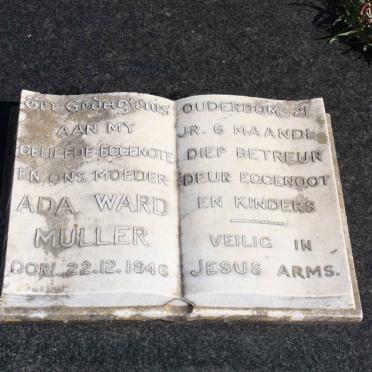 Ter Gedagtenis
AAN MY
GELIEFDE EGGENOTE
EN ONS MOEDER
ADA WARD
MULLER
OORL. 22.12.1946
OUDERDOM 21
JR. 6 MAANDE
DIEP BETREUR
DEUR EGGENOOT
EN KINDERS
VEILIG IN
JESUS ARMS.